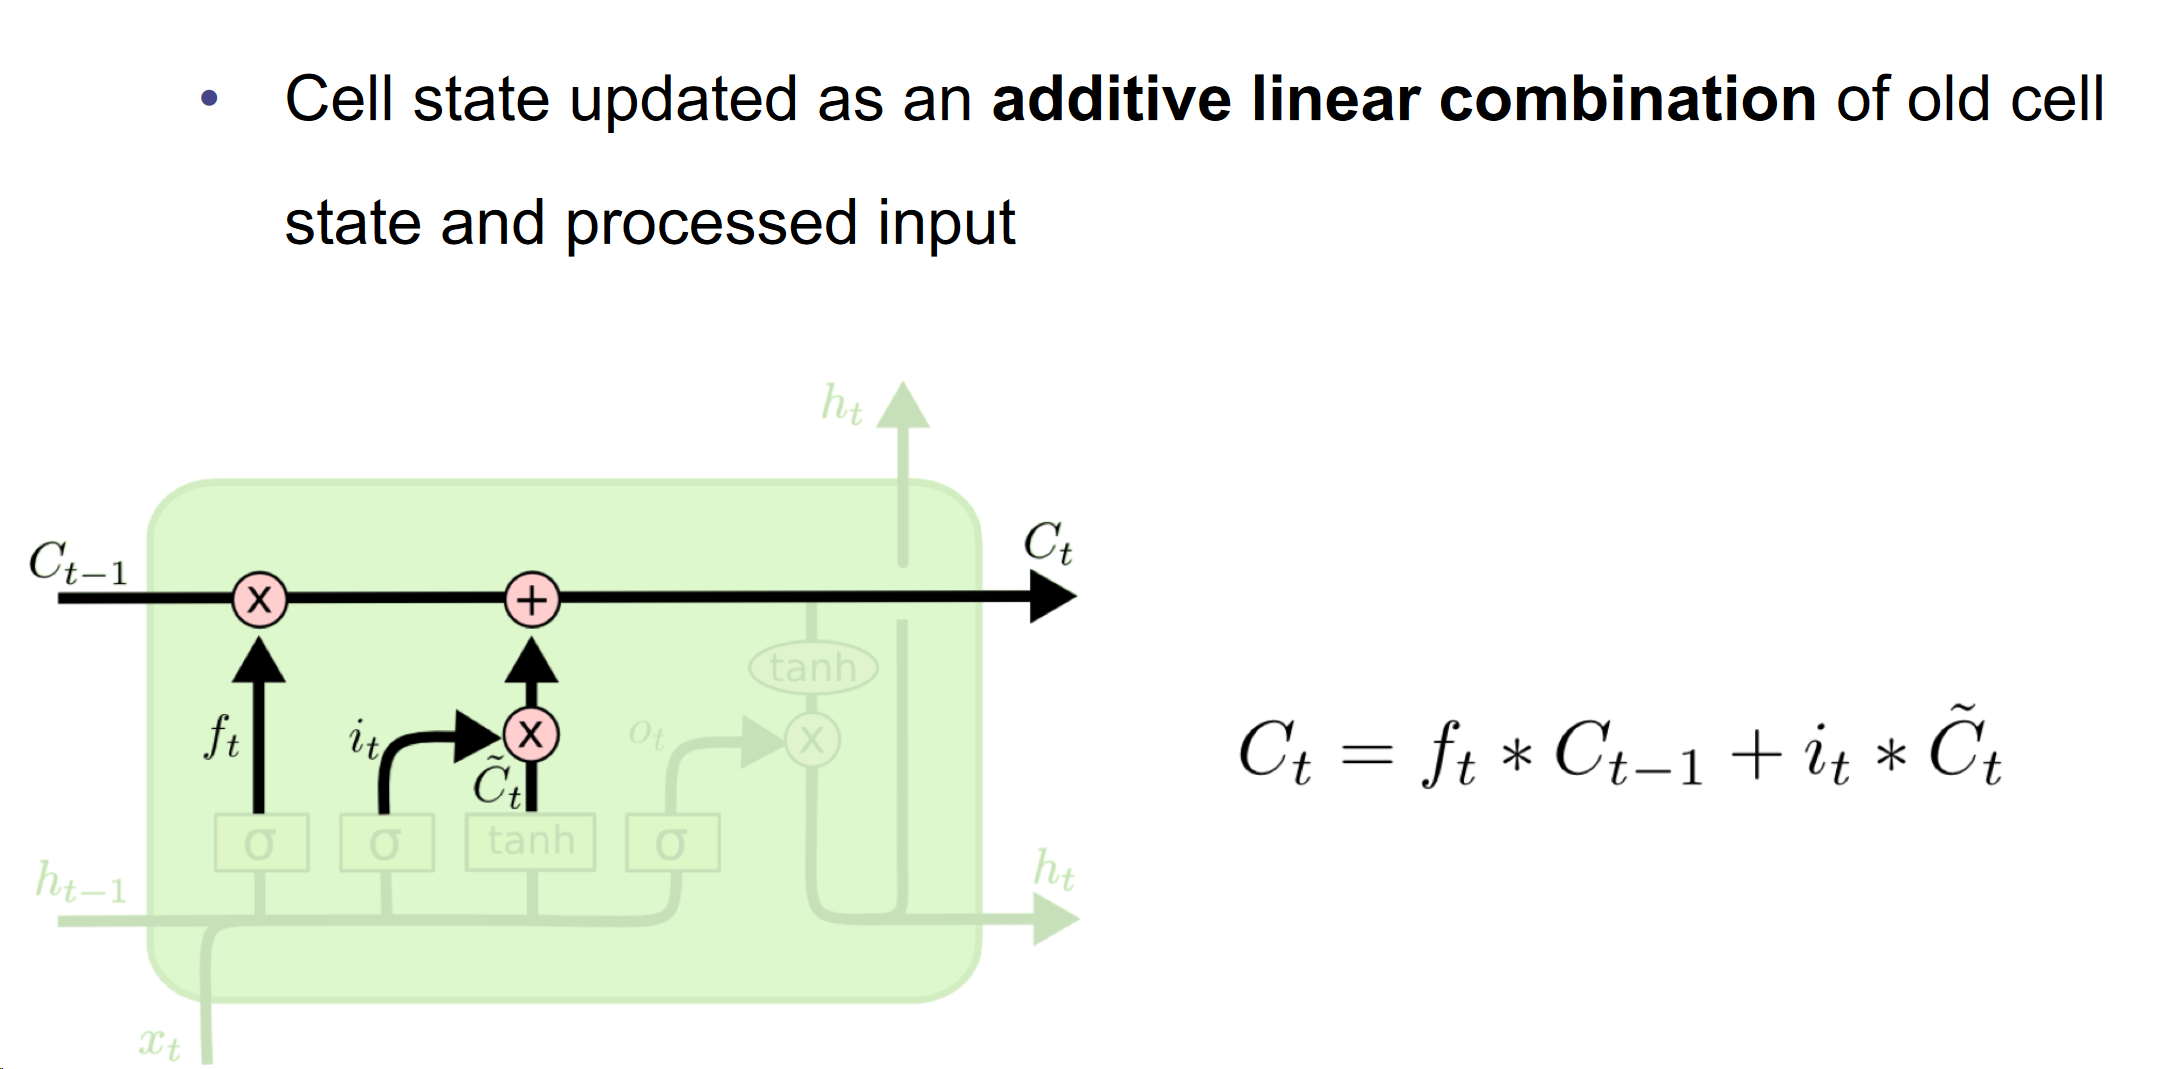 • Cell state updated as an additive linear combination of old cell
state and processed input
h_t
C_{t-1}
C_t
x
+
tanh
f_t
i_t
x
o_t
x
C̃_t
C_t = f_t * C_{t-1} + i_t * C̃_t
σ
σ
tanh
σ
h_{t-1}
h_t
x_t